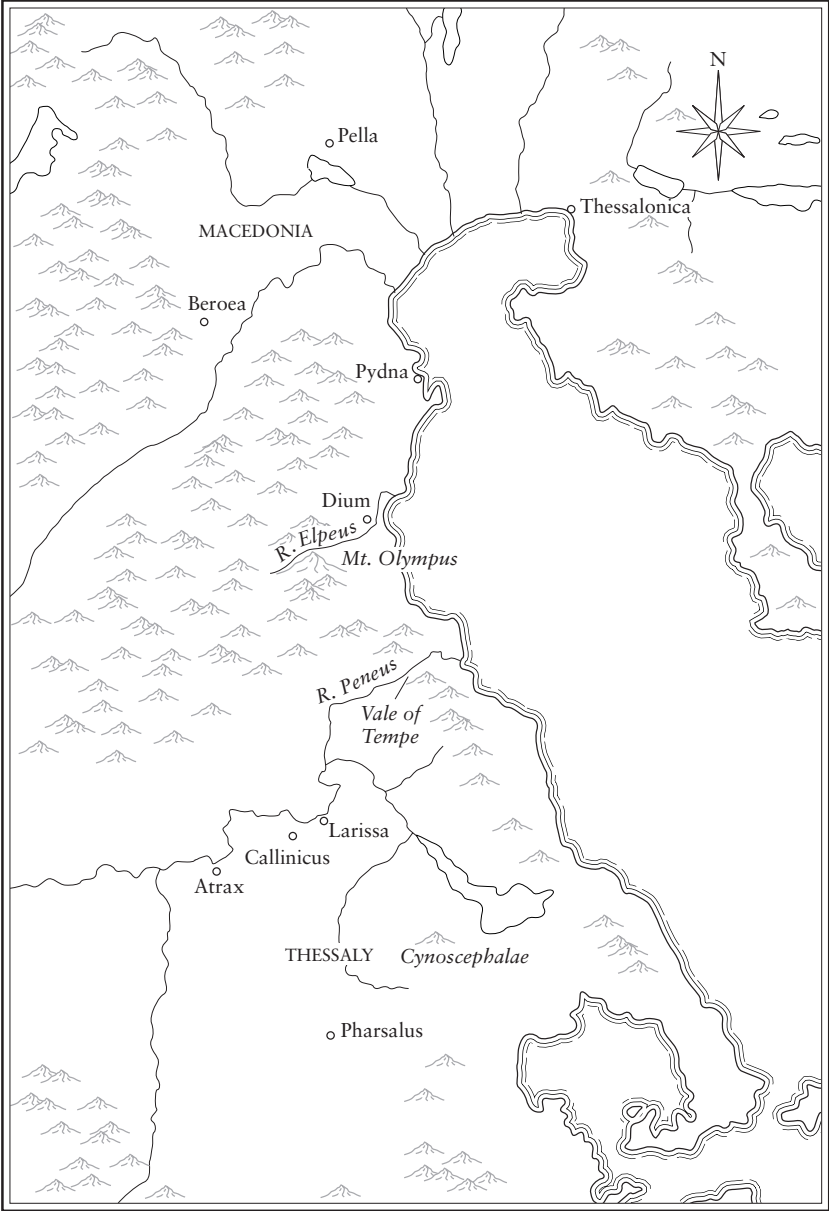 N
Pella
Thessalonica
MACEDONIA
Beroea
Pydna
Dium
R. Elpeus
Mt. Olympus
R. Peneus
Vale of
Tempe
Larissa
Callinicus
Atrax
THESSALY
Cynoscephalae
Pharsalus